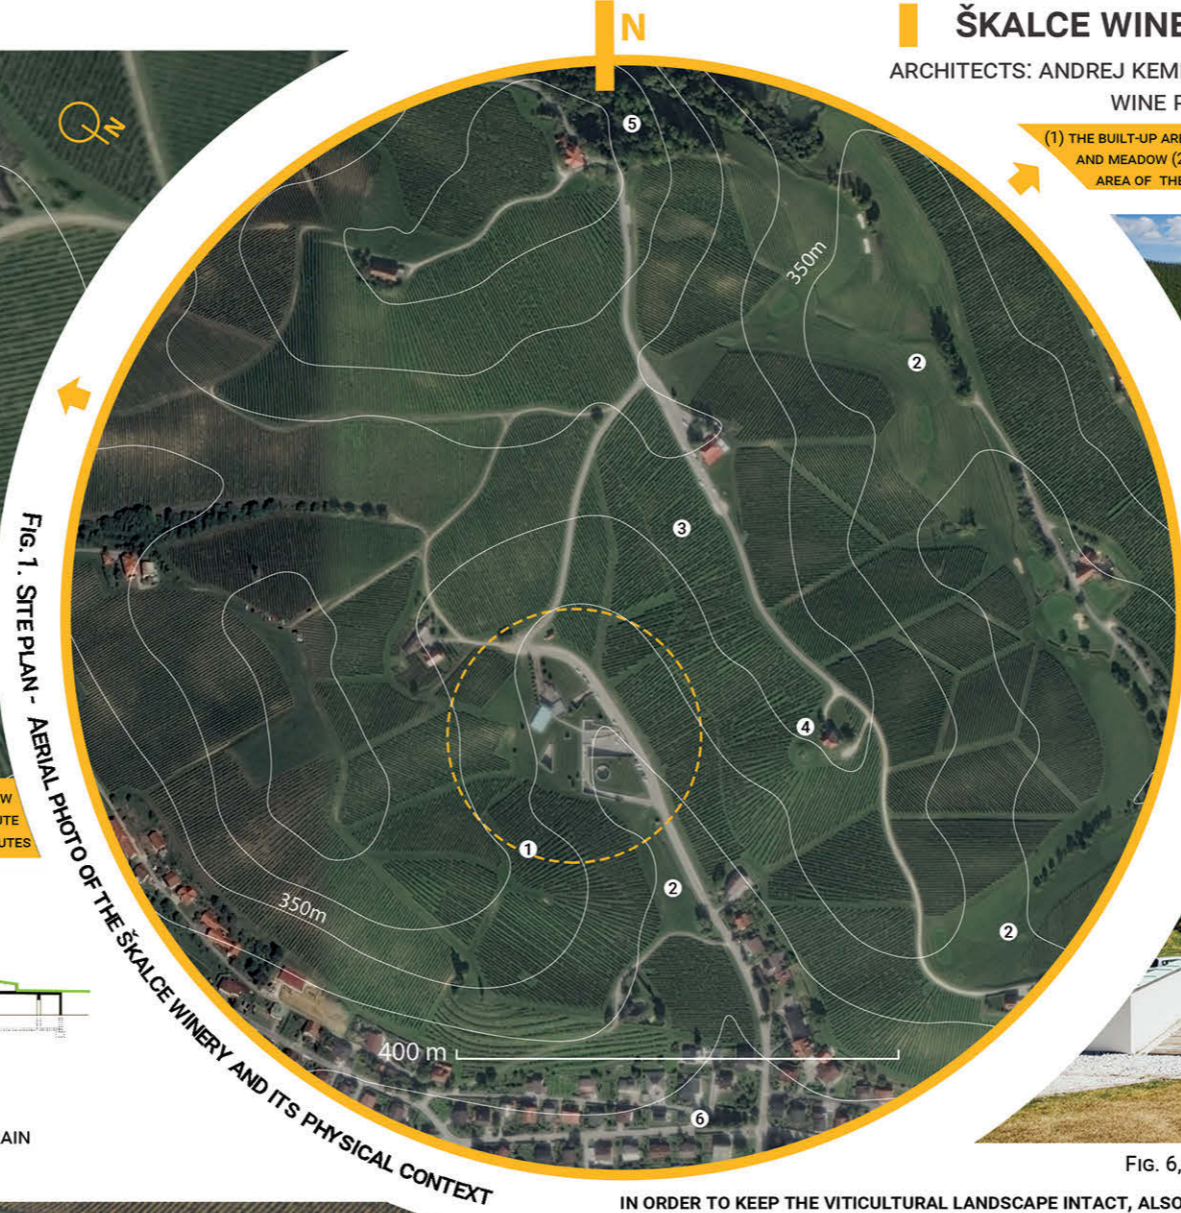 N
ŠKALCE WINE
ARCHITECTS: ANDREJ KEM
WINE
(1) THE BUILT-UP ARE
AND MEADOW (2
AREA OF THE
N
5
350m
2
3
4
1
2
2
350m
400 m
6
W
UTE
UTES
AIN
FIG. 1. SITE PLAN - AERIAL PHOTO OF THE ŠKALCE WINERY AND ITS PHYSICAL CONTEXT
FIG. 6,
IN ORDER TO KEEP THE VITICULTURAL LANDSCAPE INTACT, ALSO